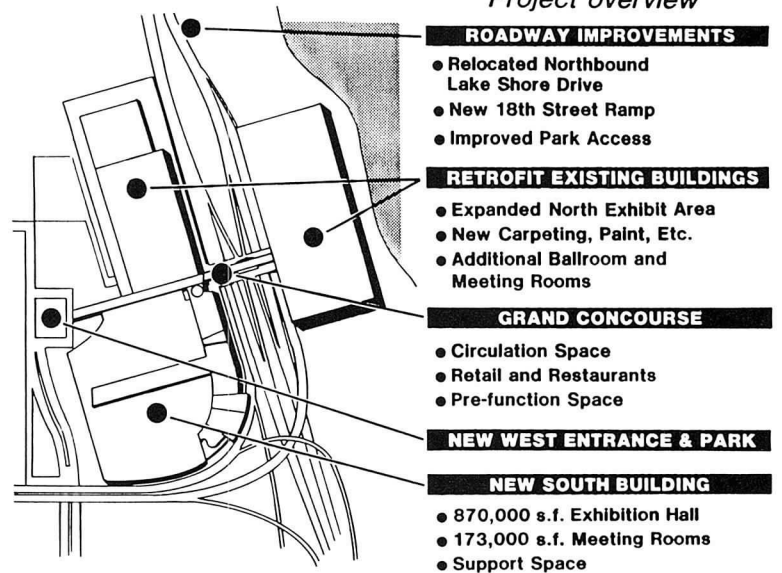 Project overview
ROADWAY IMPROVEMENTS
● Relocated Northbound
Lake Shore Drive
● New 18th Street Ramp
● Improved Park Access
RETROFIT EXISTING BUILDINGS
● Expanded North Exhibit Area
● New Carpeting, Paint, Etc.
● Additional Ballroom and
Meeting Rooms
GRAND CONCOURSE
● Circulation Space
● Retail and Restaurants
● Pre-function Space
NEW WEST ENTRANCE & PARK
NEW SOUTH BUILDING
● 870,000 s.f. Exhibition Hall
● 173,000 s.f. Meeting Rooms
● Support Space